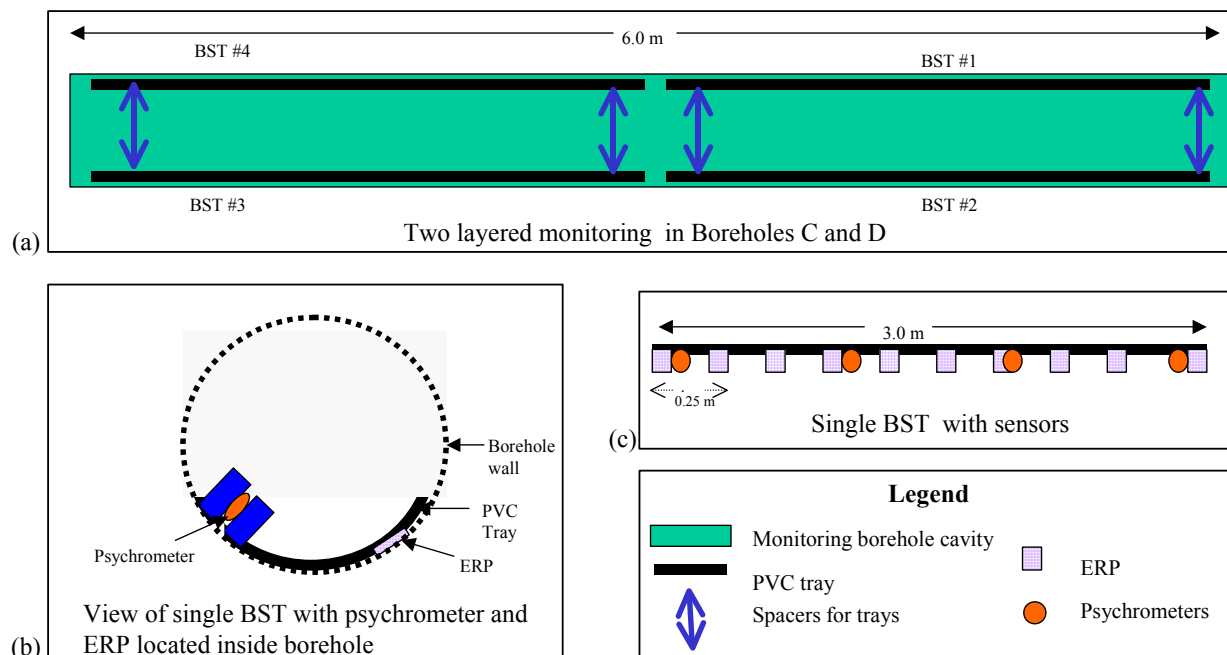 6.0 m
BST #4
BST #1
BST #3
BST #2
(a)
Two layered monitoring in Boreholes C and D
Borehole
wall
PVC
Tray
Psychrometer
ERP
View of single BST with psychrometer and
(b)
ERP located inside borehole
3.0 m
0.25 m
(c)
Single BST with sensors
Legend
Monitoring borehole cavity
ERP
PVC tray
Spacers for trays
Psychrometers